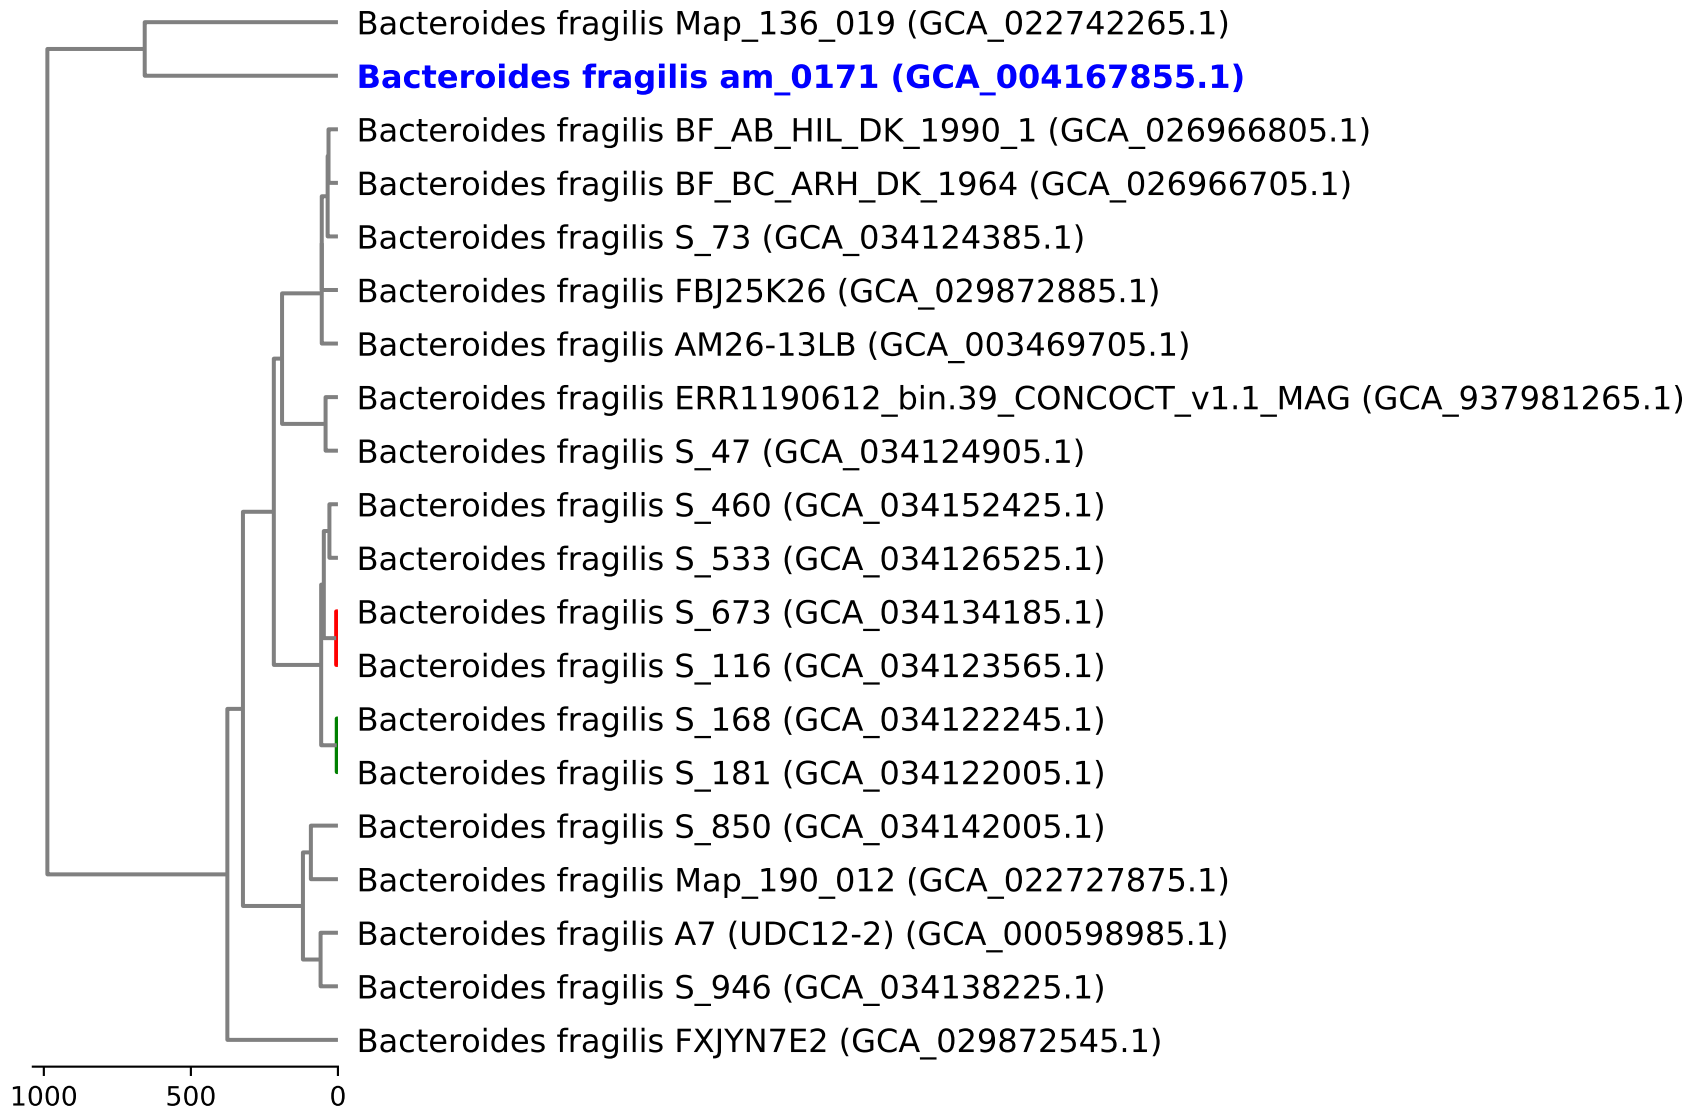 Bacteroides fragilis Map_136_019 (GCA_022742265.1)
Bacteroides fragilis am_0171 (GCA_004167855.1)
Bacteroides fragilis BF_AB_HIL_DK_1990_1 (GCA_026966805.1)
Bacteroides fragilis BF_BC_ARH_DK_1964 (GCA_026966705.1)
Bacteroides fragilis S_73 (GCA_034124385.1)
Bacteroides fragilis FBJ25K26 (GCA_029872885.1)
Bacteroides fragilis AM26-13LB (GCA_003469705.1)
Bacteroides fragilis ERR1190612_bin.39_CONCOCT_v1.1_MAG (GCA_937981265.1)
Bacteroides fragilis S_47 (GCA_034124905.1)
Bacteroides fragilis S_460 (GCA_034152425.1)
Bacteroides fragilis S_533 (GCA_034126525.1)
Bacteroides fragilis S_673 (GCA_034134185.1)
Bacteroides fragilis S_116 (GCA_034123565.1)
Bacteroides fragilis S_168 (GCA_034122245.1)
Bacteroides fragilis S_181 (GCA_034122005.1)
Bacteroides fragilis S_850 (GCA_034142005.1)
Bacteroides fragilis Map_190_012 (GCA_022727875.1)
Bacteroides fragilis A7 (UDC12-2) (GCA_000598985.1)
Bacteroides fragilis S_946 (GCA_034138225.1)
Bacteroides fragilis FXJYN7E2 (GCA_029872545.1)
1000 500 0